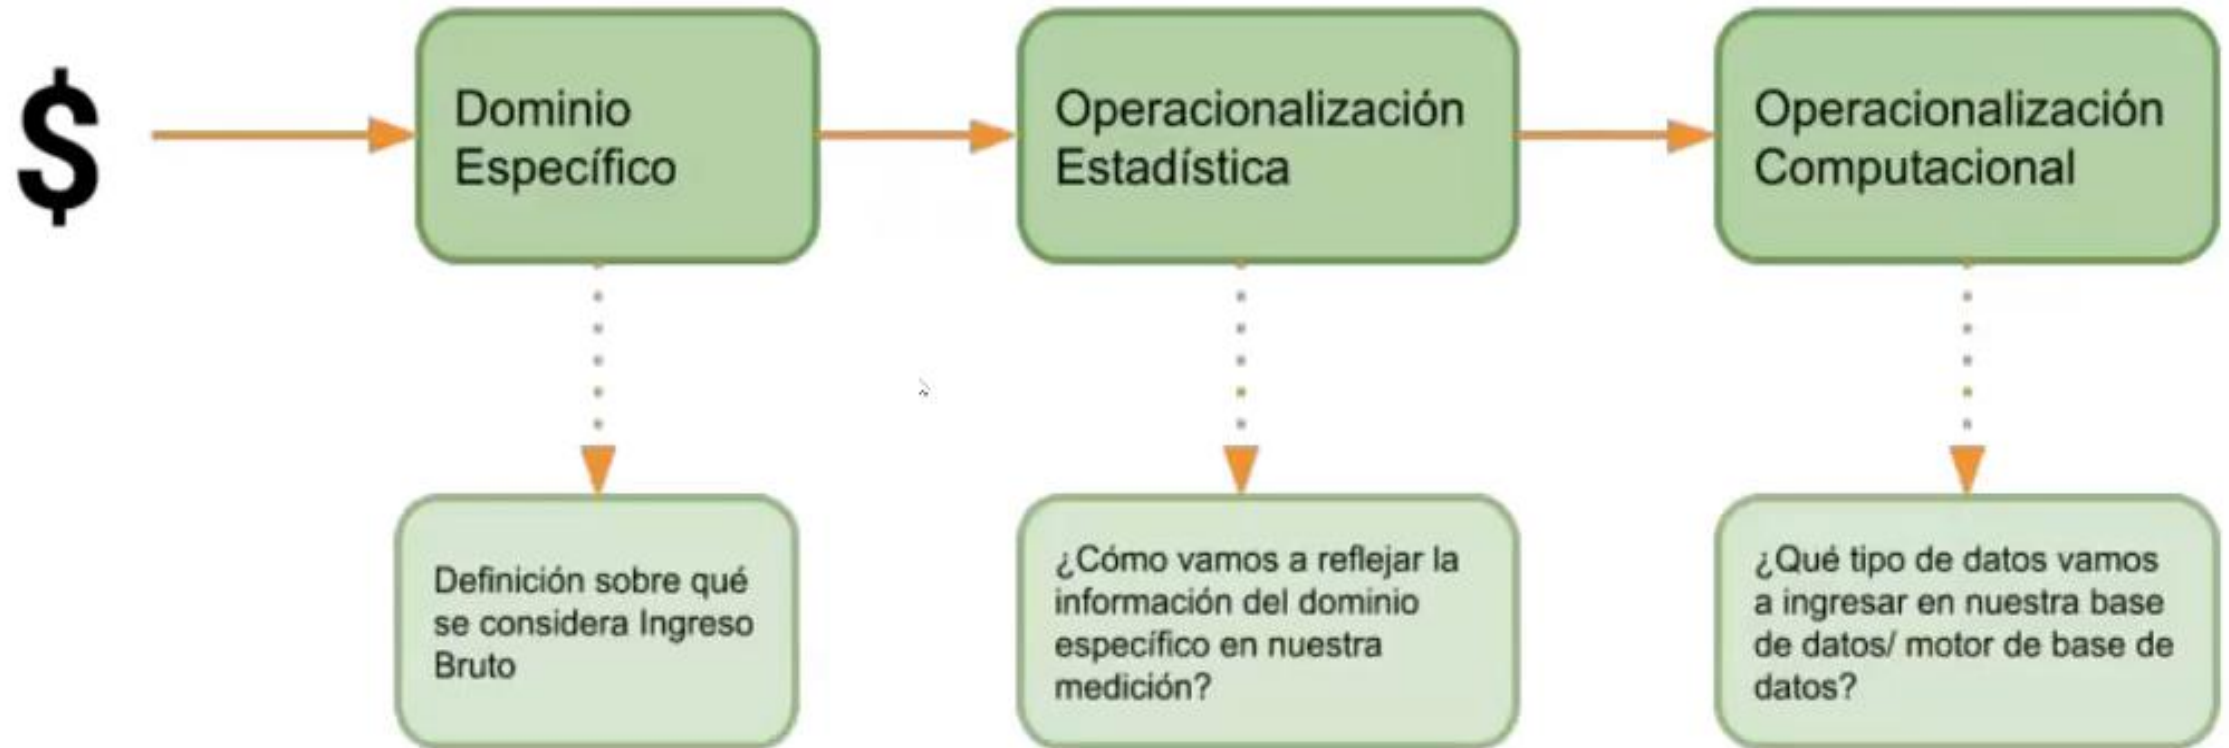 $
Dominio
Específico
Operacionalización
Estadística
Operacionalización
Computacional
Definición sobre qué
se considera Ingreso
Bruto
¿Cómo vamos a reflejar la
información del dominio
específico en nuestra
medición?
¿Qué tipo de datos vamos
a ingresar en nuestra base
de datos/ motor de base de
datos?